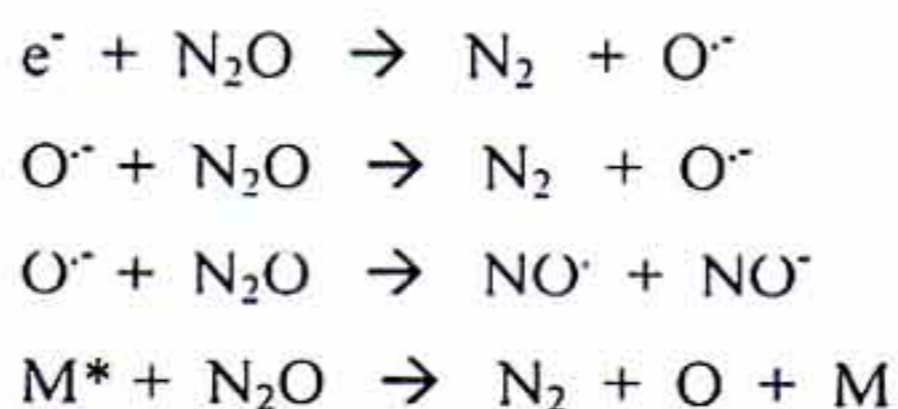 e⁻ + N₂O → N₂ + O·⁻
O·⁻ + N₂O → N₂ + O·⁻
O·⁻ + N₂O → NO· + NO⁻
M* + N₂O → N₂ + O + M